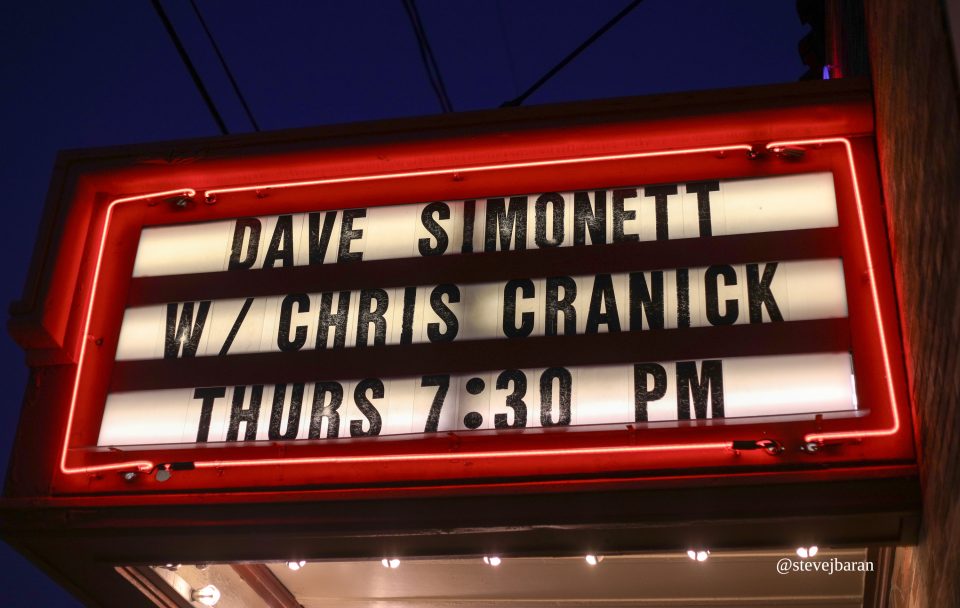 DAVE SIMONETT
W/CHRIS CRANICK
THURS 7:30 PM
@stevejbaran